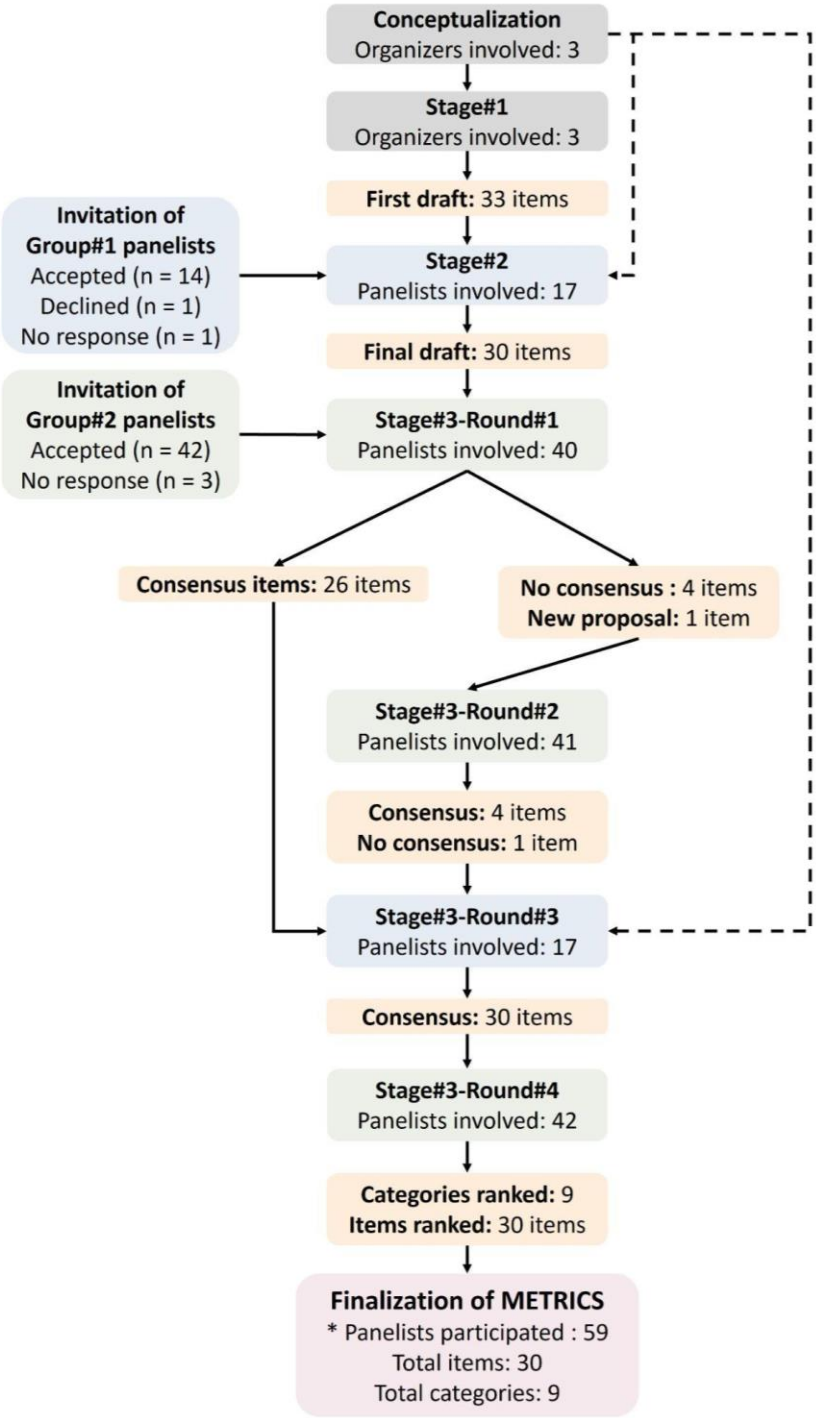 Conceptualization
Organizers involved: 3
Stage#1
Organizers involved: 3
First draft: 33 items
Invitation of
Group#1 panelists
Accepted (n = 14)
Declined (n = 1)
No response (n = 1)
Stage#2
Panelists involved: 17
Final draft: 30 items
Invitation of
Group#2 panelists
Accepted (n = 42)
No response (n = 3)
Stage#3-Round#1
Panelists involved: 40
Consensus items: 26 items
No consensus : 4 items
New proposal: 1 item
Stage#3-Round#2
Panelists involved: 41
Consensus: 4 items
No consensus: 1 item
Stage#3-Round#3
Panelists involved: 17
Consensus: 30 items
Stage#3-Round#4
Panelists involved: 42
Categories ranked: 9
Items ranked: 30 items
Finalization of METRICS
* Panelists participated : 59
Total items: 30
Total categories: 9